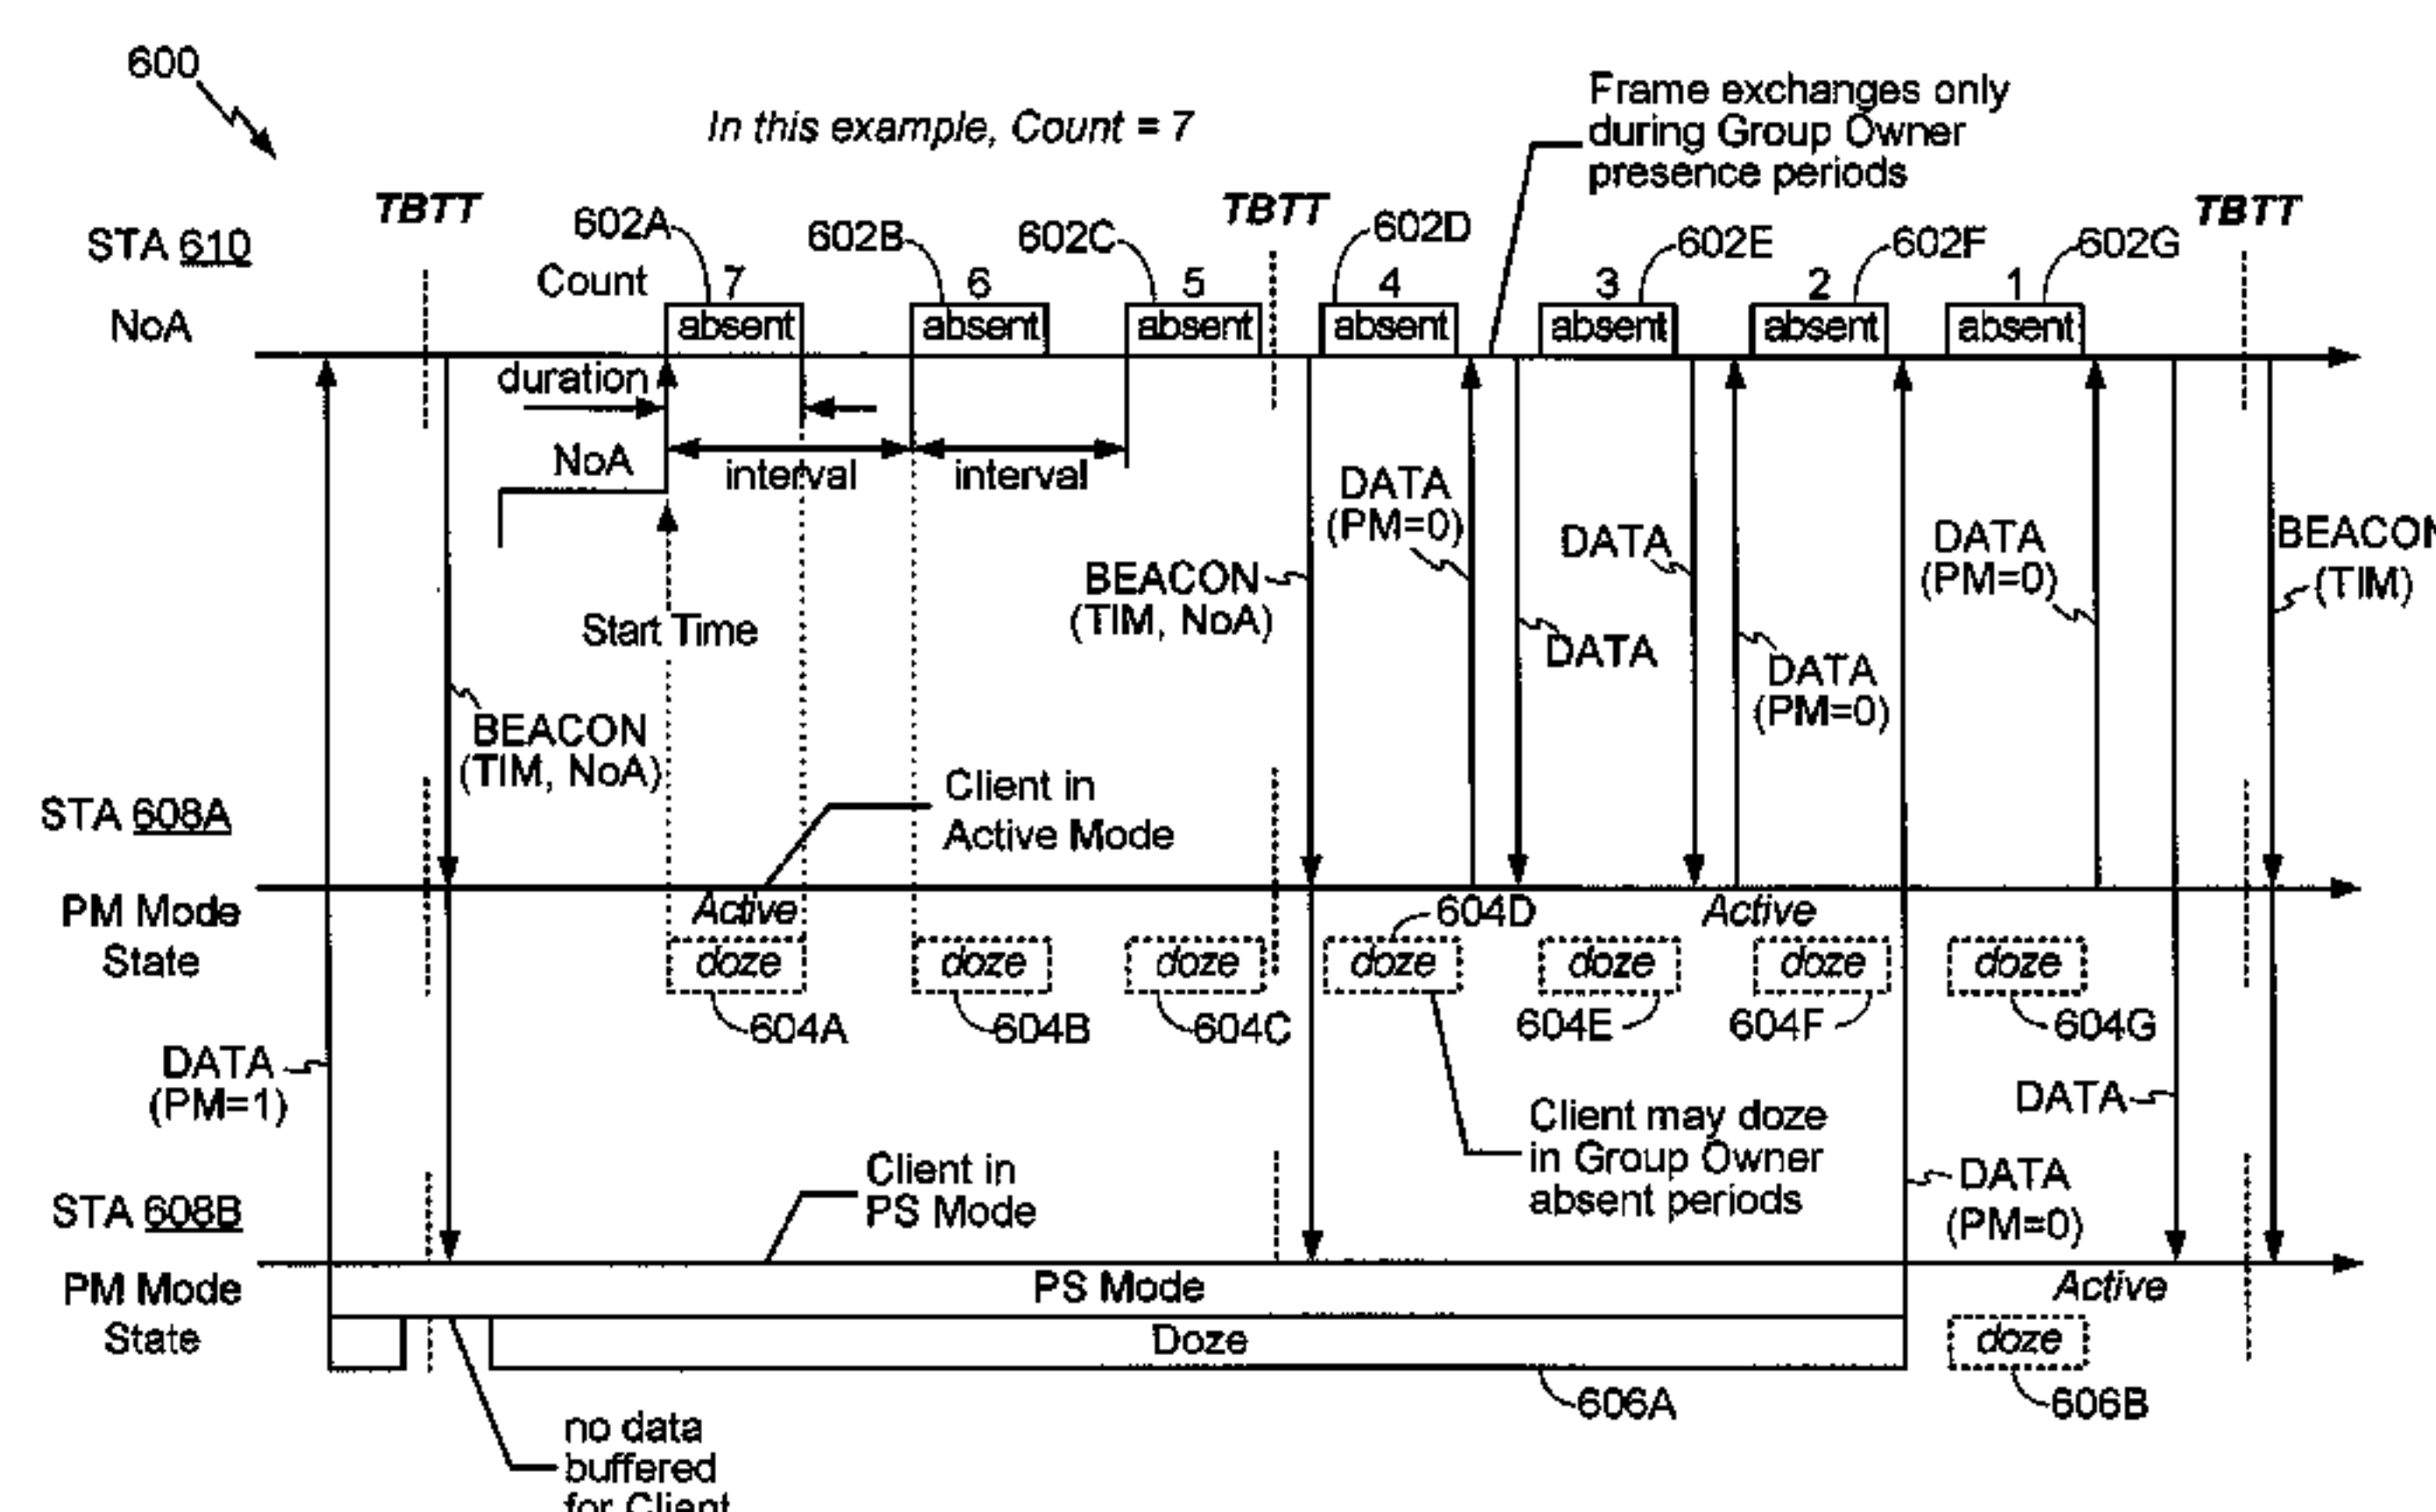 600
In this example, Count = 7
Frame exchanges only
during Group Owner
presence periods
TBTT
TBTT
TBTT
STA 610
602A
602B
602C
602D
602E
602F
602G
Count
7
6
5
4
3
2
1
NoA
absent
absent
absent
absent
absent
absent
absent
duration
NoA
interval
interval
Start Time
DATA
(PM=0)
DATA
DATA
(PM=0)
BEACON
(TIM)
BEACON
(TIM, NoA)
DATA
DATA
(PM=0)
BEACON
(TIM, NoA)
STA 608A
Client in
Active Mode
PM Mode
State
Active
Active
604D
doze
doze
doze
doze
doze
doze
doze
604A
604B
604C
604E
604F
604G
DATA
(PM=1)
DATA
Client may doze
in Group Owner
absent periods
Client in
PS Mode
DATA
(PM=0)
STA 608B
PM Mode
State
PS Mode
Active
Doze
doze
606A
606B
no data
buffered
for Client